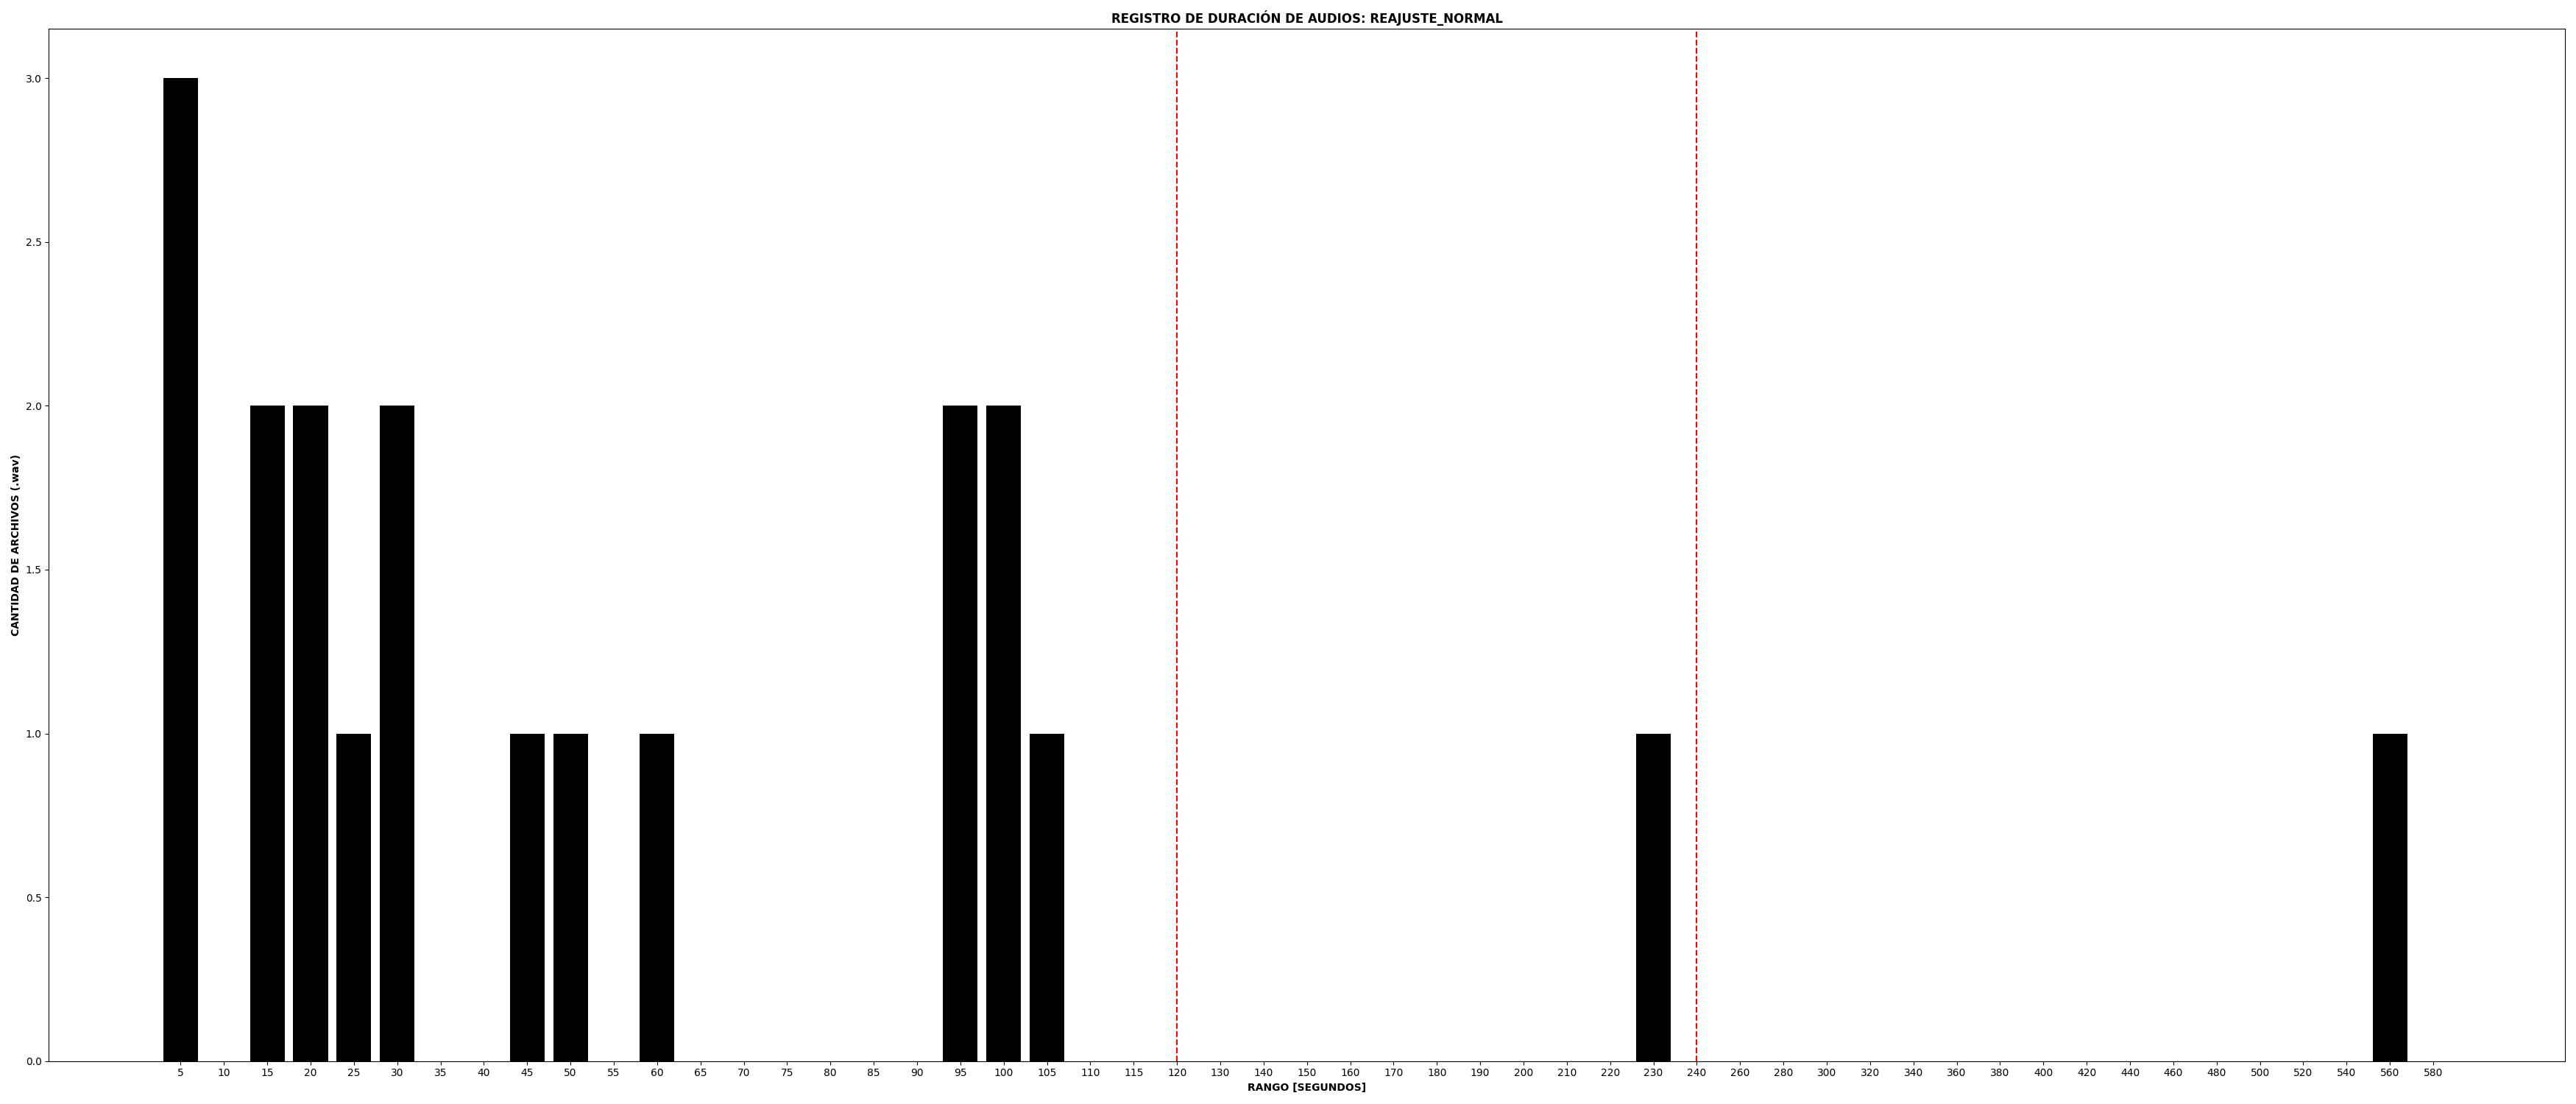 REGISTRO DE DURACIÓN DE AUDIOS: REAJUSTE_NORMAL
CANTIDAD DE ARCHIVOS (.wav)
3.0
2.5
2.0
1.5
1.0
0.5
0.0
5 10 15 20 25 30 35 40 45 50 55 60 65 70 75 80 85 90 95 100 105 110 115 120 130 140 150 160 170 180 190 200 210 220 230 240 260 280 300 320 340 360 380 400 420 440 460 480 500 520 540 560 580
RANGO [SEGUNDOS]